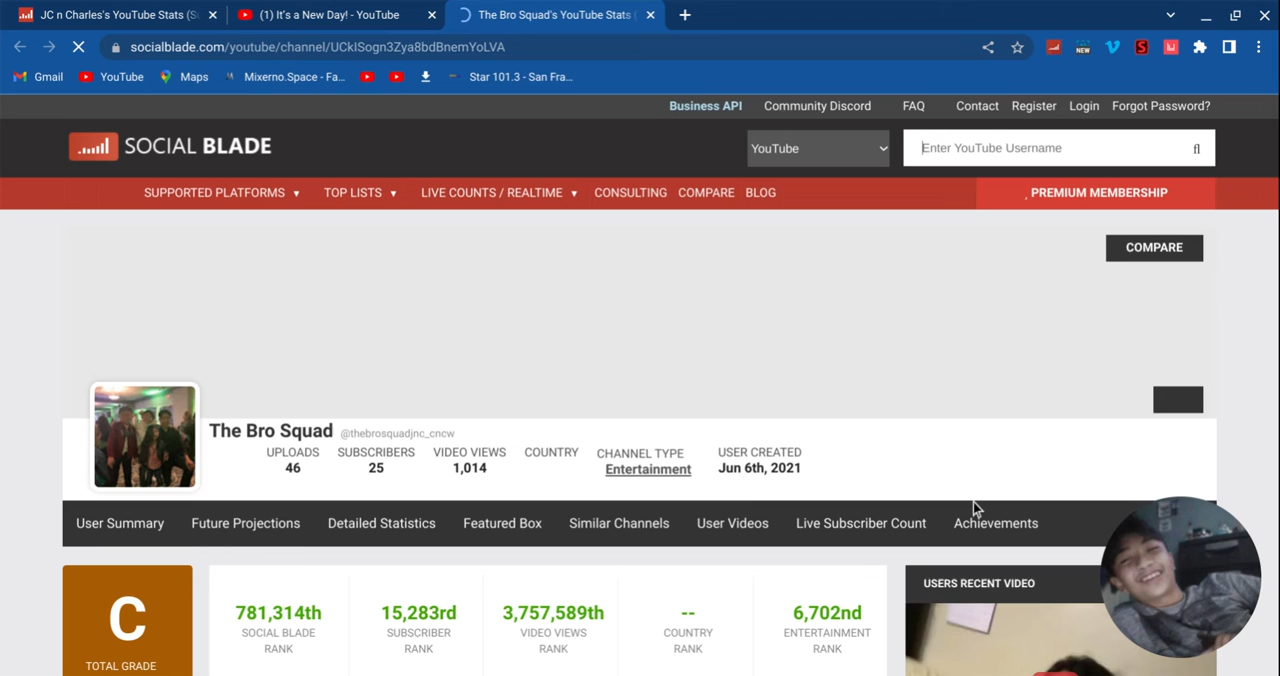 JC n Charles's YouTube Stats (S
(1) It's a New Day! - YouTube
The Bro Squad's YouTube Stats (
socialblade.com/youtube/channel/UCkISogn3Zya8bdBnemYoLVA
NEW
S
Gmail
YouTube
Maps
Mixerno.Space - Fa...
Star 101.3 - San Fra...
Business API
Community Discord
FAQ
Contact
Register
Login
Forgot Password?
SOCIAL BLADE
YouTube
Enter YouTube Username
SUPPORTED PLATFORMS
TOP LISTS
LIVE COUNTS / REALTIME
CONSULTING
COMPARE
BLOG
PREMIUM MEMBERSHIP
COMPARE
The Bro Squad @thebrosquadjnc_cncw
UPLOADS
46
SUBSCRIBERS
25
VIDEO VIEWS
1,014
COUNTRY
CHANNEL TYPE
Entertainment
USER CREATED
Jun 6th, 2021
User Summary
Future Projections
Detailed Statistics
Featured Box
Similar Channels
User Videos
Live Subscriber Count
Achievements
C
TOTAL GRADE
781,314th
SOCIAL BLADE
RANK
15,283rd
SUBSCRIBER
RANK
3,757,589th
VIDEO VIEWS
RANK
--
COUNTRY
RANK
6,702nd
ENTERTAINMENT
RANK
USERS RECENT VIDEO